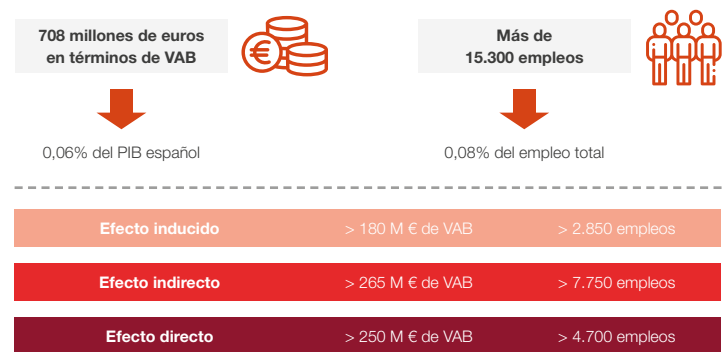 708 millones de euros
en términos de VAB
Más de
15.300 empleos
0,06% del PIB español
0,08% del empleo total
Efecto inducido > 180 M € de VAB > 2.850 empleos
Efecto indirecto > 265 M € de VAB > 7.750 empleos
Efecto directo > 250 M € de VAB > 4.700 empleos